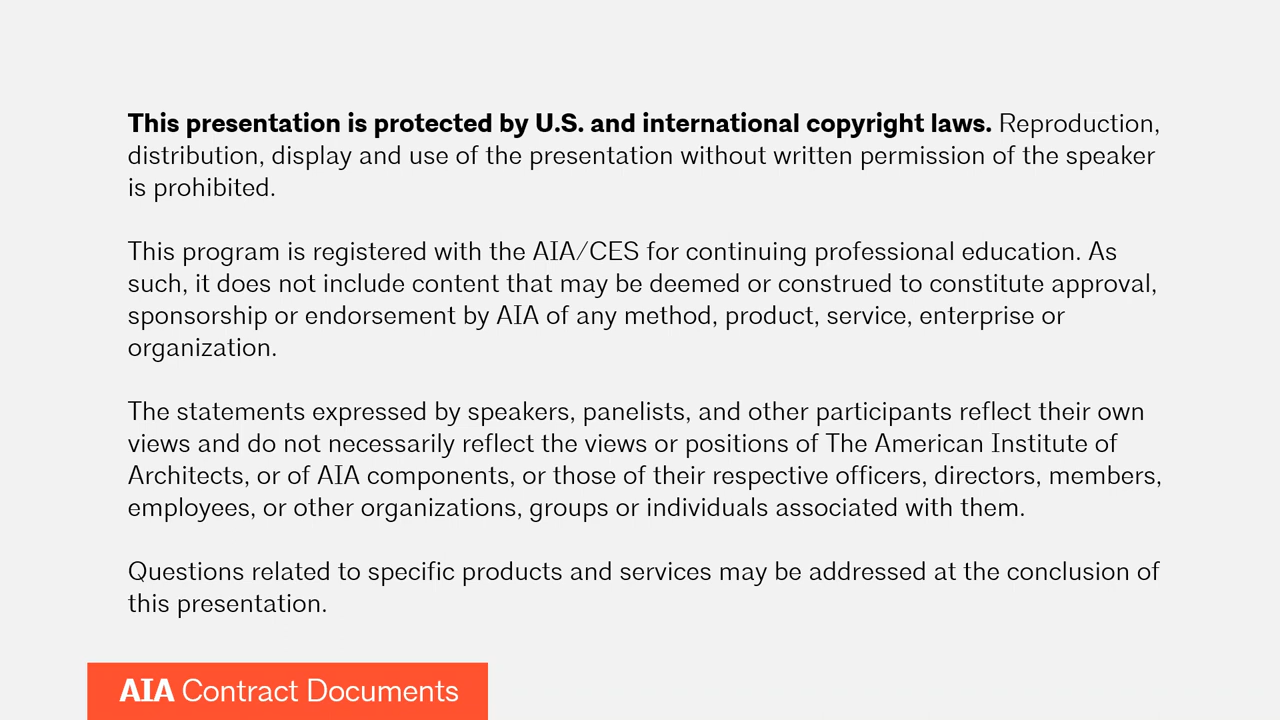 This presentation is protected by U.S. and international copyright laws. Reproduction,
distribution, display and use of the presentation without written permission of the speaker
is prohibited.
This program is registered with the AIA/CES for continuing professional education. As
such, it does not include content that may be deemed or construed to constitute approval,
sponsorship or endorsement by AIA of any method, product, service, enterprise or
organization.
The statements expressed by speakers, panelists, and other participants reflect their own
views and do not necessarily reflect the views or positions of The American Institute of
Architects, or of AIA components, or those of their respective officers, directors, members,
employees, or other organizations, groups or individuals associated with them.
Questions related to specific products and services may be addressed at the conclusion of
this presentation.
AIA Contract Documents